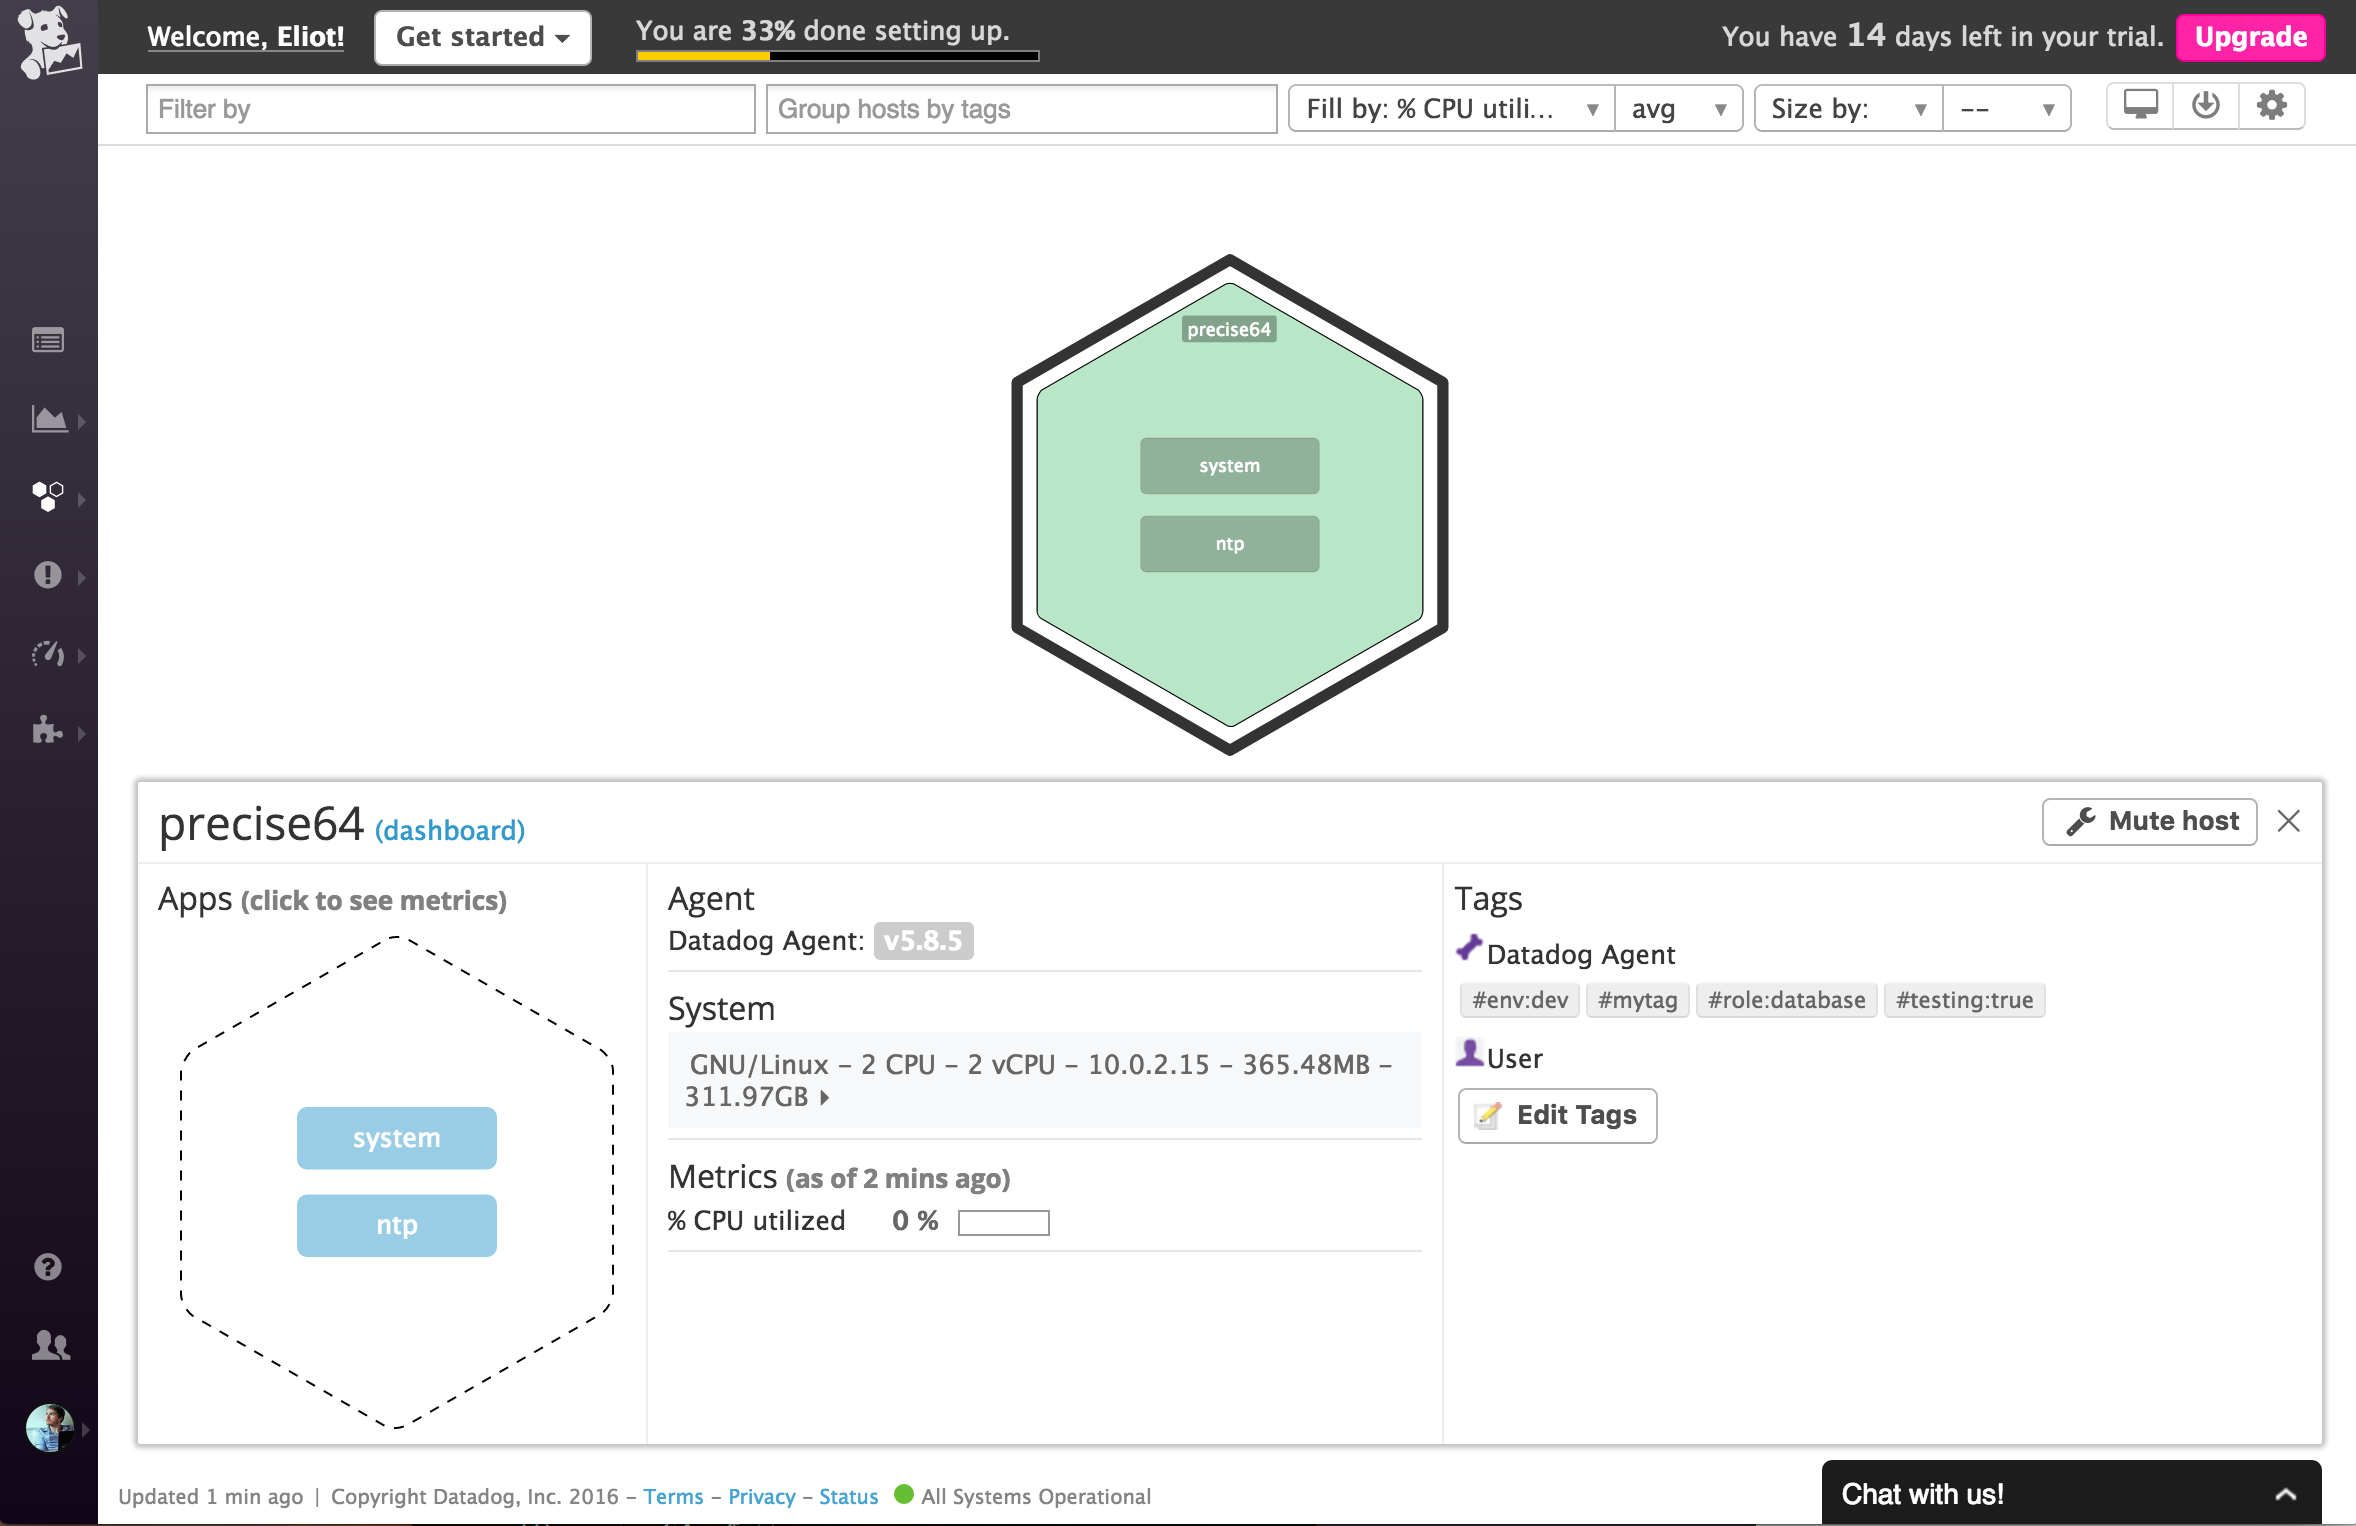 Welcome, Eliot!
Get started
You are 33% done setting up.
You have 14 days left in your trial.
Upgrade
Filter by
Group hosts by tags
Fill by: % CPU utili...
avg
Size by:
--
precise64
system
ntp
precise64 (dashboard)
Mute host
Apps (click to see metrics)
system
ntp
Agent
Datadog Agent: v5.8.5
System
GNU/Linux – 2 CPU – 2 vCPU – 10.0.2.15 – 365.48MB –
311.97GB
Metrics (as of 2 mins ago)
% CPU utilized 0 %
Tags
Datadog Agent
#env:dev #mytag #role:database #testing:true
User
Edit Tags
Updated 1 min ago | Copyright Datadog, Inc. 2016 – Terms – Privacy – Status All Systems Operational
Chat with us!